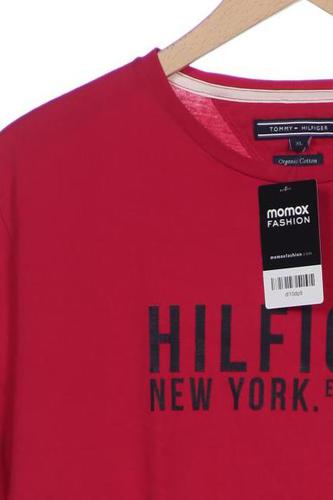 TOMMY HILFIGER
XL
Organic Cotton
momox
FASHION
momoxfashion.com
HILFIG
NEW YORK. E